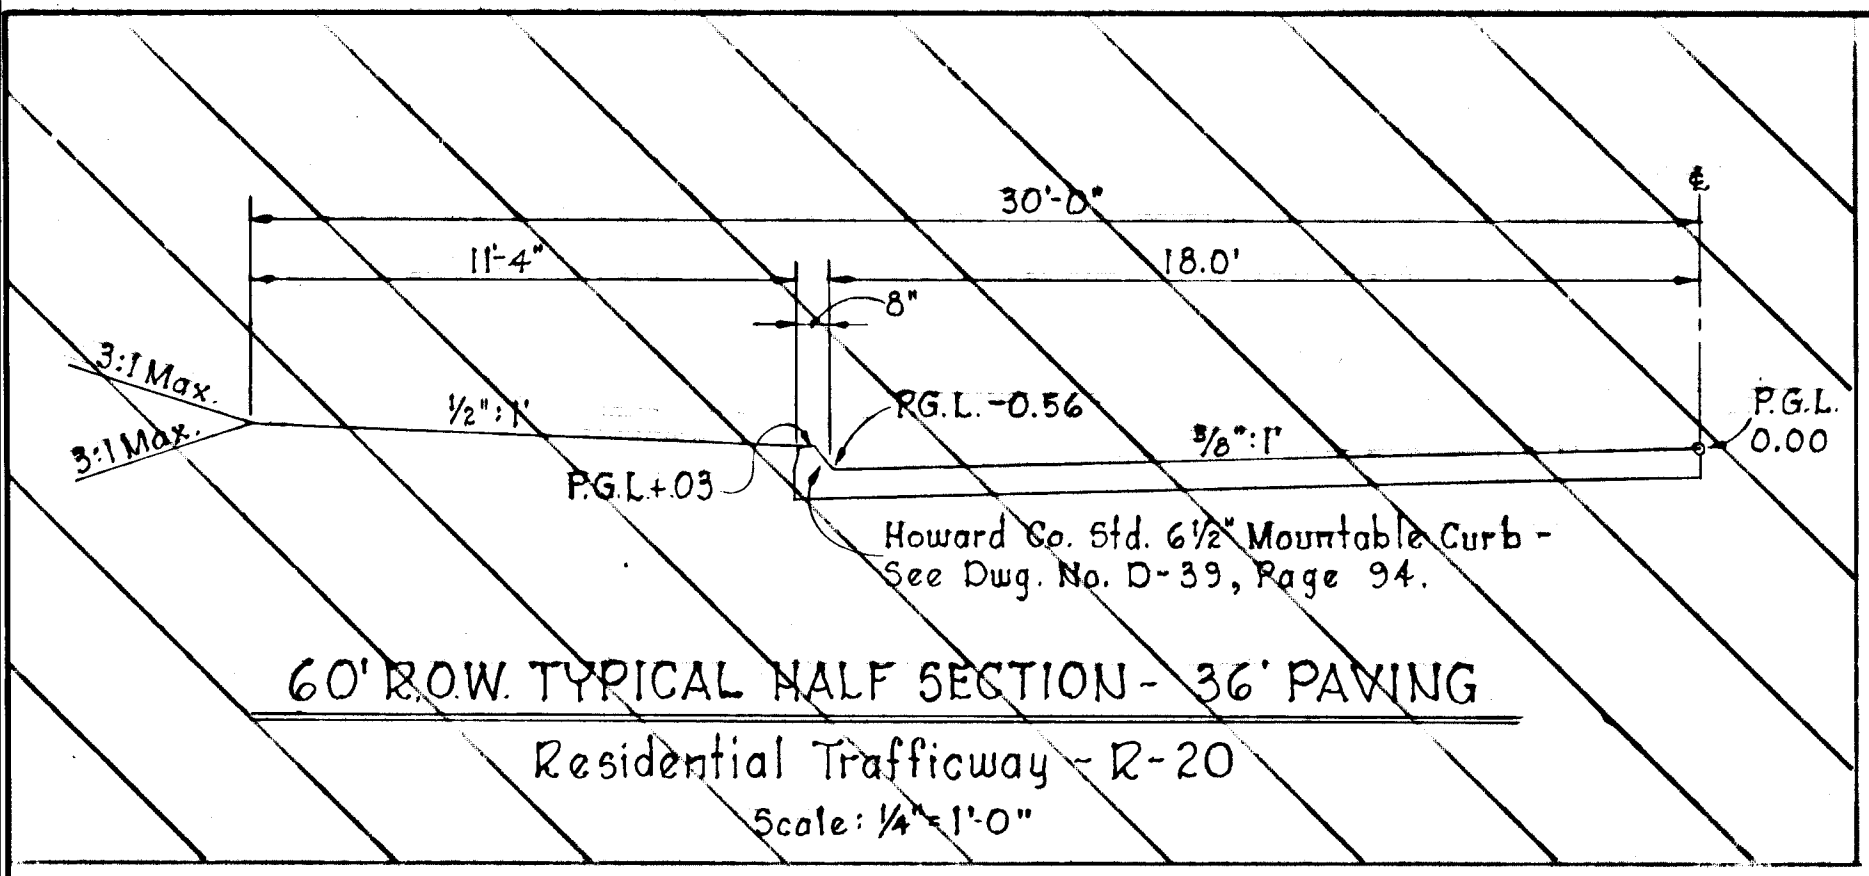 ℄
30'-0"
11'-4"
18.0'
8"
3:1 Max.
3:1 Max.
1/2":1'
P.G.L. -0.56
3/8":1'
P.G.L.
0.00
P.G.L.+.03
Howard Co. Std. 6 1/2" Mountable Curb -
See Dwg. No. D-39, Page 94.
60' R.O.W. TYPICAL HALF SECTION - 36' PAVING
Residential Trafficway - R-20
Scale: 1/4" = 1'-0"